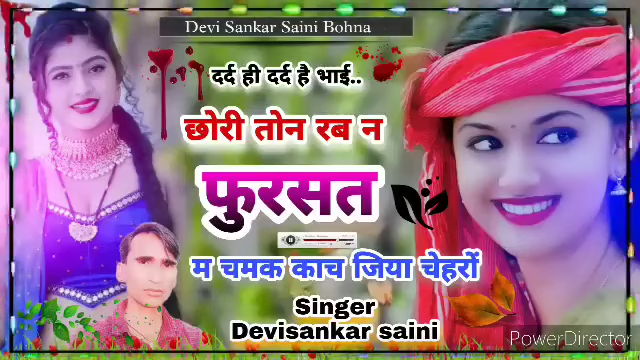 Devi Sankar Saini Bohna
दर्द ही दर्द है भाई..
छोरी तोन रब न
फुरसत
म चमक काच जिया चेहरों
Singer
Devisankar saini
PowerDirector